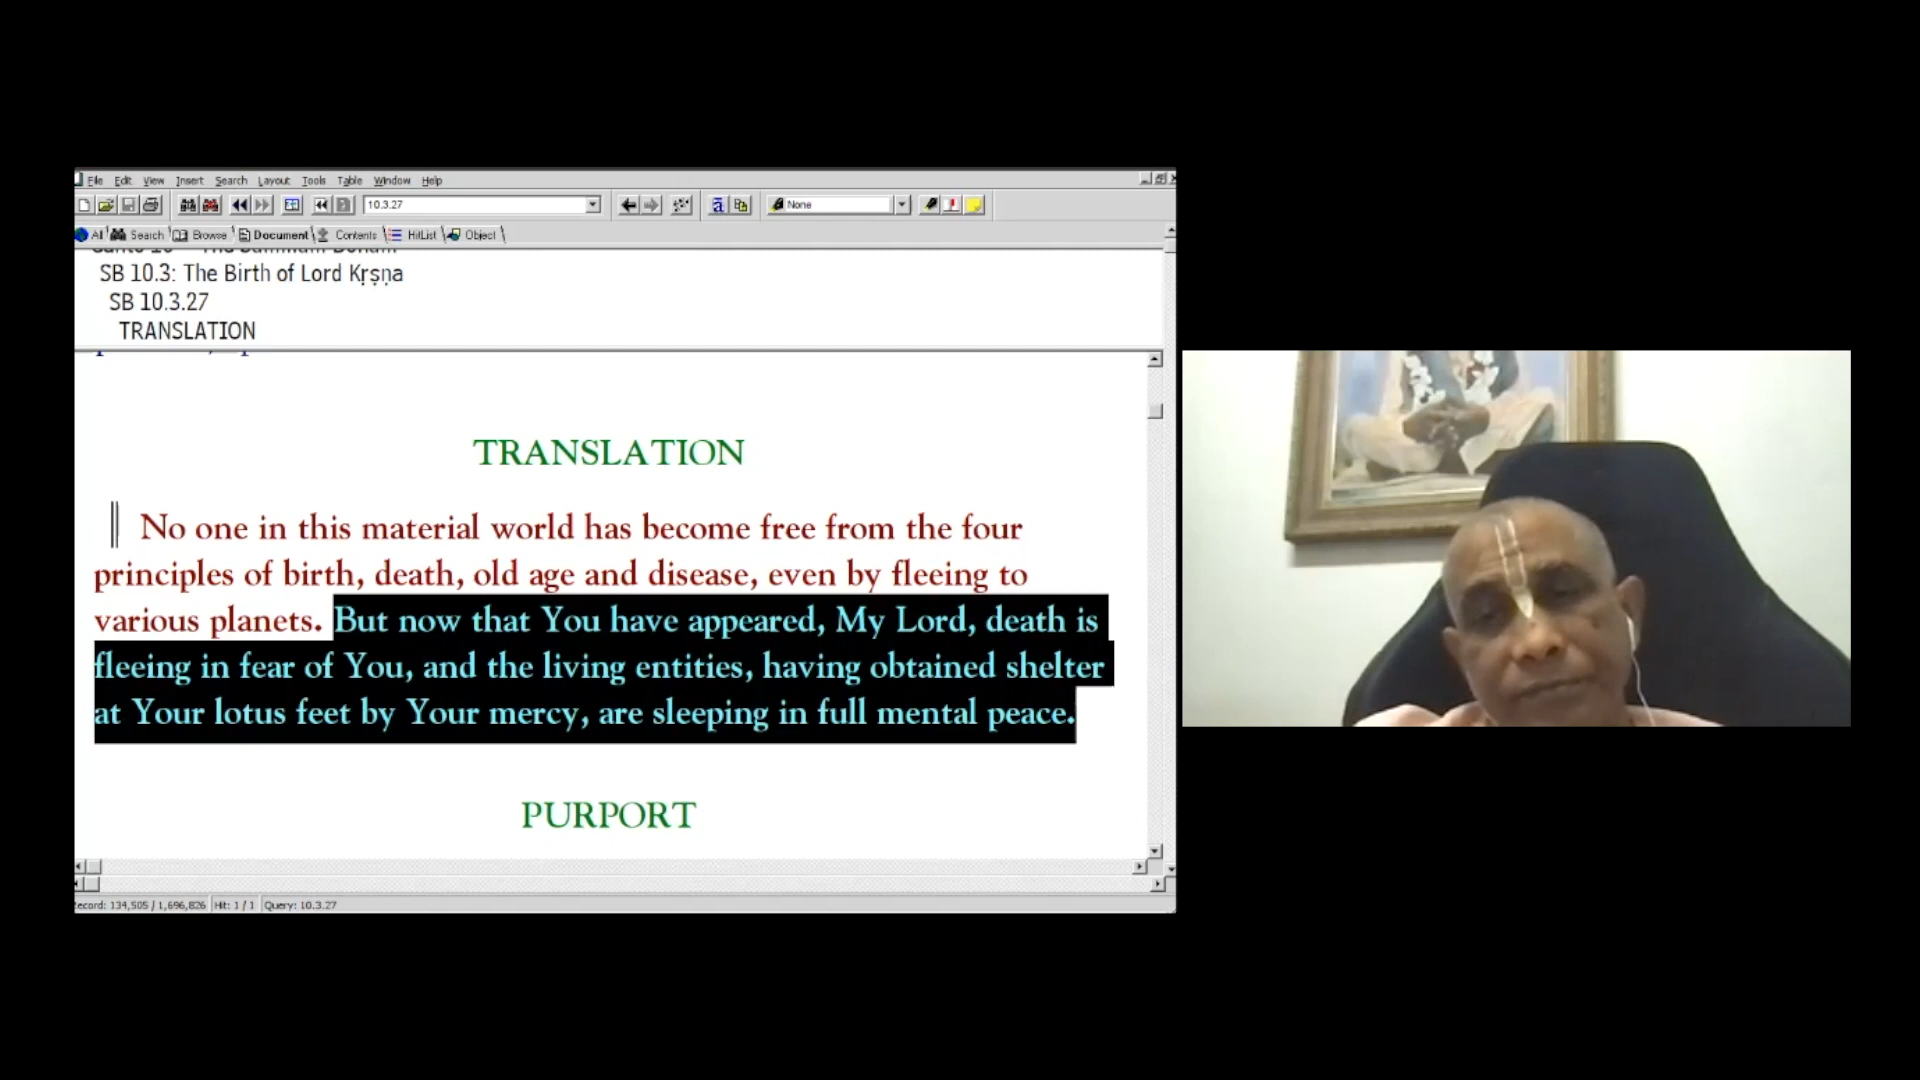 File Edit View Insert Search Layout Tools Table Window Help
10.3.27
None
All Search Browse Document Contents HitList Object
SB 10.3: The Birth of Lord Kṛṣṇa
SB 10.3.27
TRANSLATION
TRANSLATION
No one in this material world has become free from the four
principles of birth, death, old age and disease, even by fleeing to
various planets. But now that You have appeared, My Lord, death is
fleeing in fear of You, and the living entities, having obtained shelter
at Your lotus feet by Your mercy, are sleeping in full mental peace.
PURPORT
ecord: 134,505 / 1,696,826 Hit: 1 / 1 Query: 10.3.27